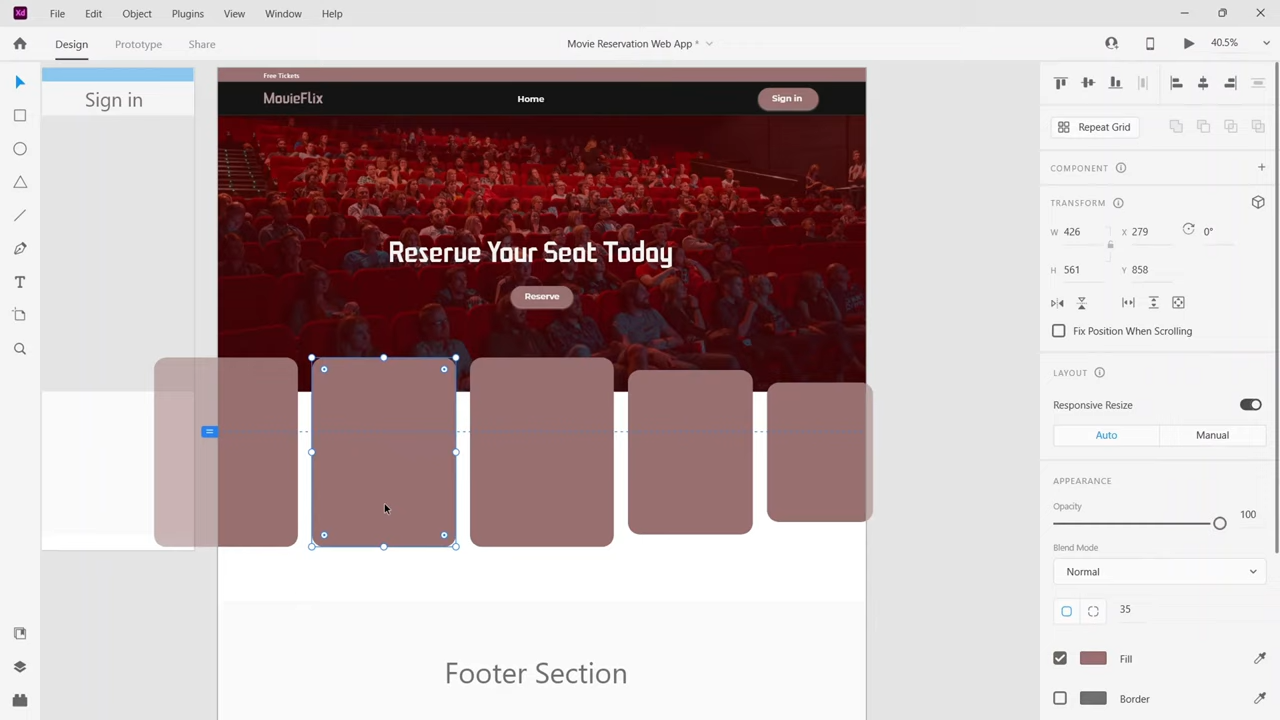 Xd File Edit Object Plugins View Window Help
Design Prototype Share Movie Reservation Web App * 40.5%
Sign in
Free Tickets
MovieFlix Home Sign in
Reserve Your Seat Today
Reserve
Footer Section
Repeat Grid
COMPONENT
TRANSFORM
W 426 X 279 0°
H 561 Y 858 0°
Fix Position When Scrolling
LAYOUT
Responsive Resize
Auto Manual
APPEARANCE
Opacity
100
Blend Mode
Normal
35
Fill
Border